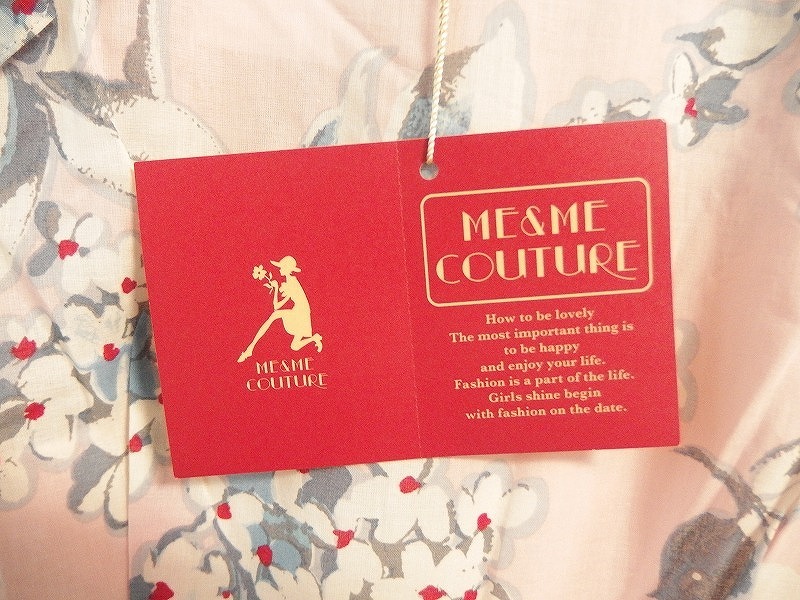 ME&ME
COUTURE
ME&ME
COUTURE
How to be lovely
The most important thing is
to be happy
and enjoy your life.
Fashion is a part of the life.
Girls shine begin
with fashion on the date.